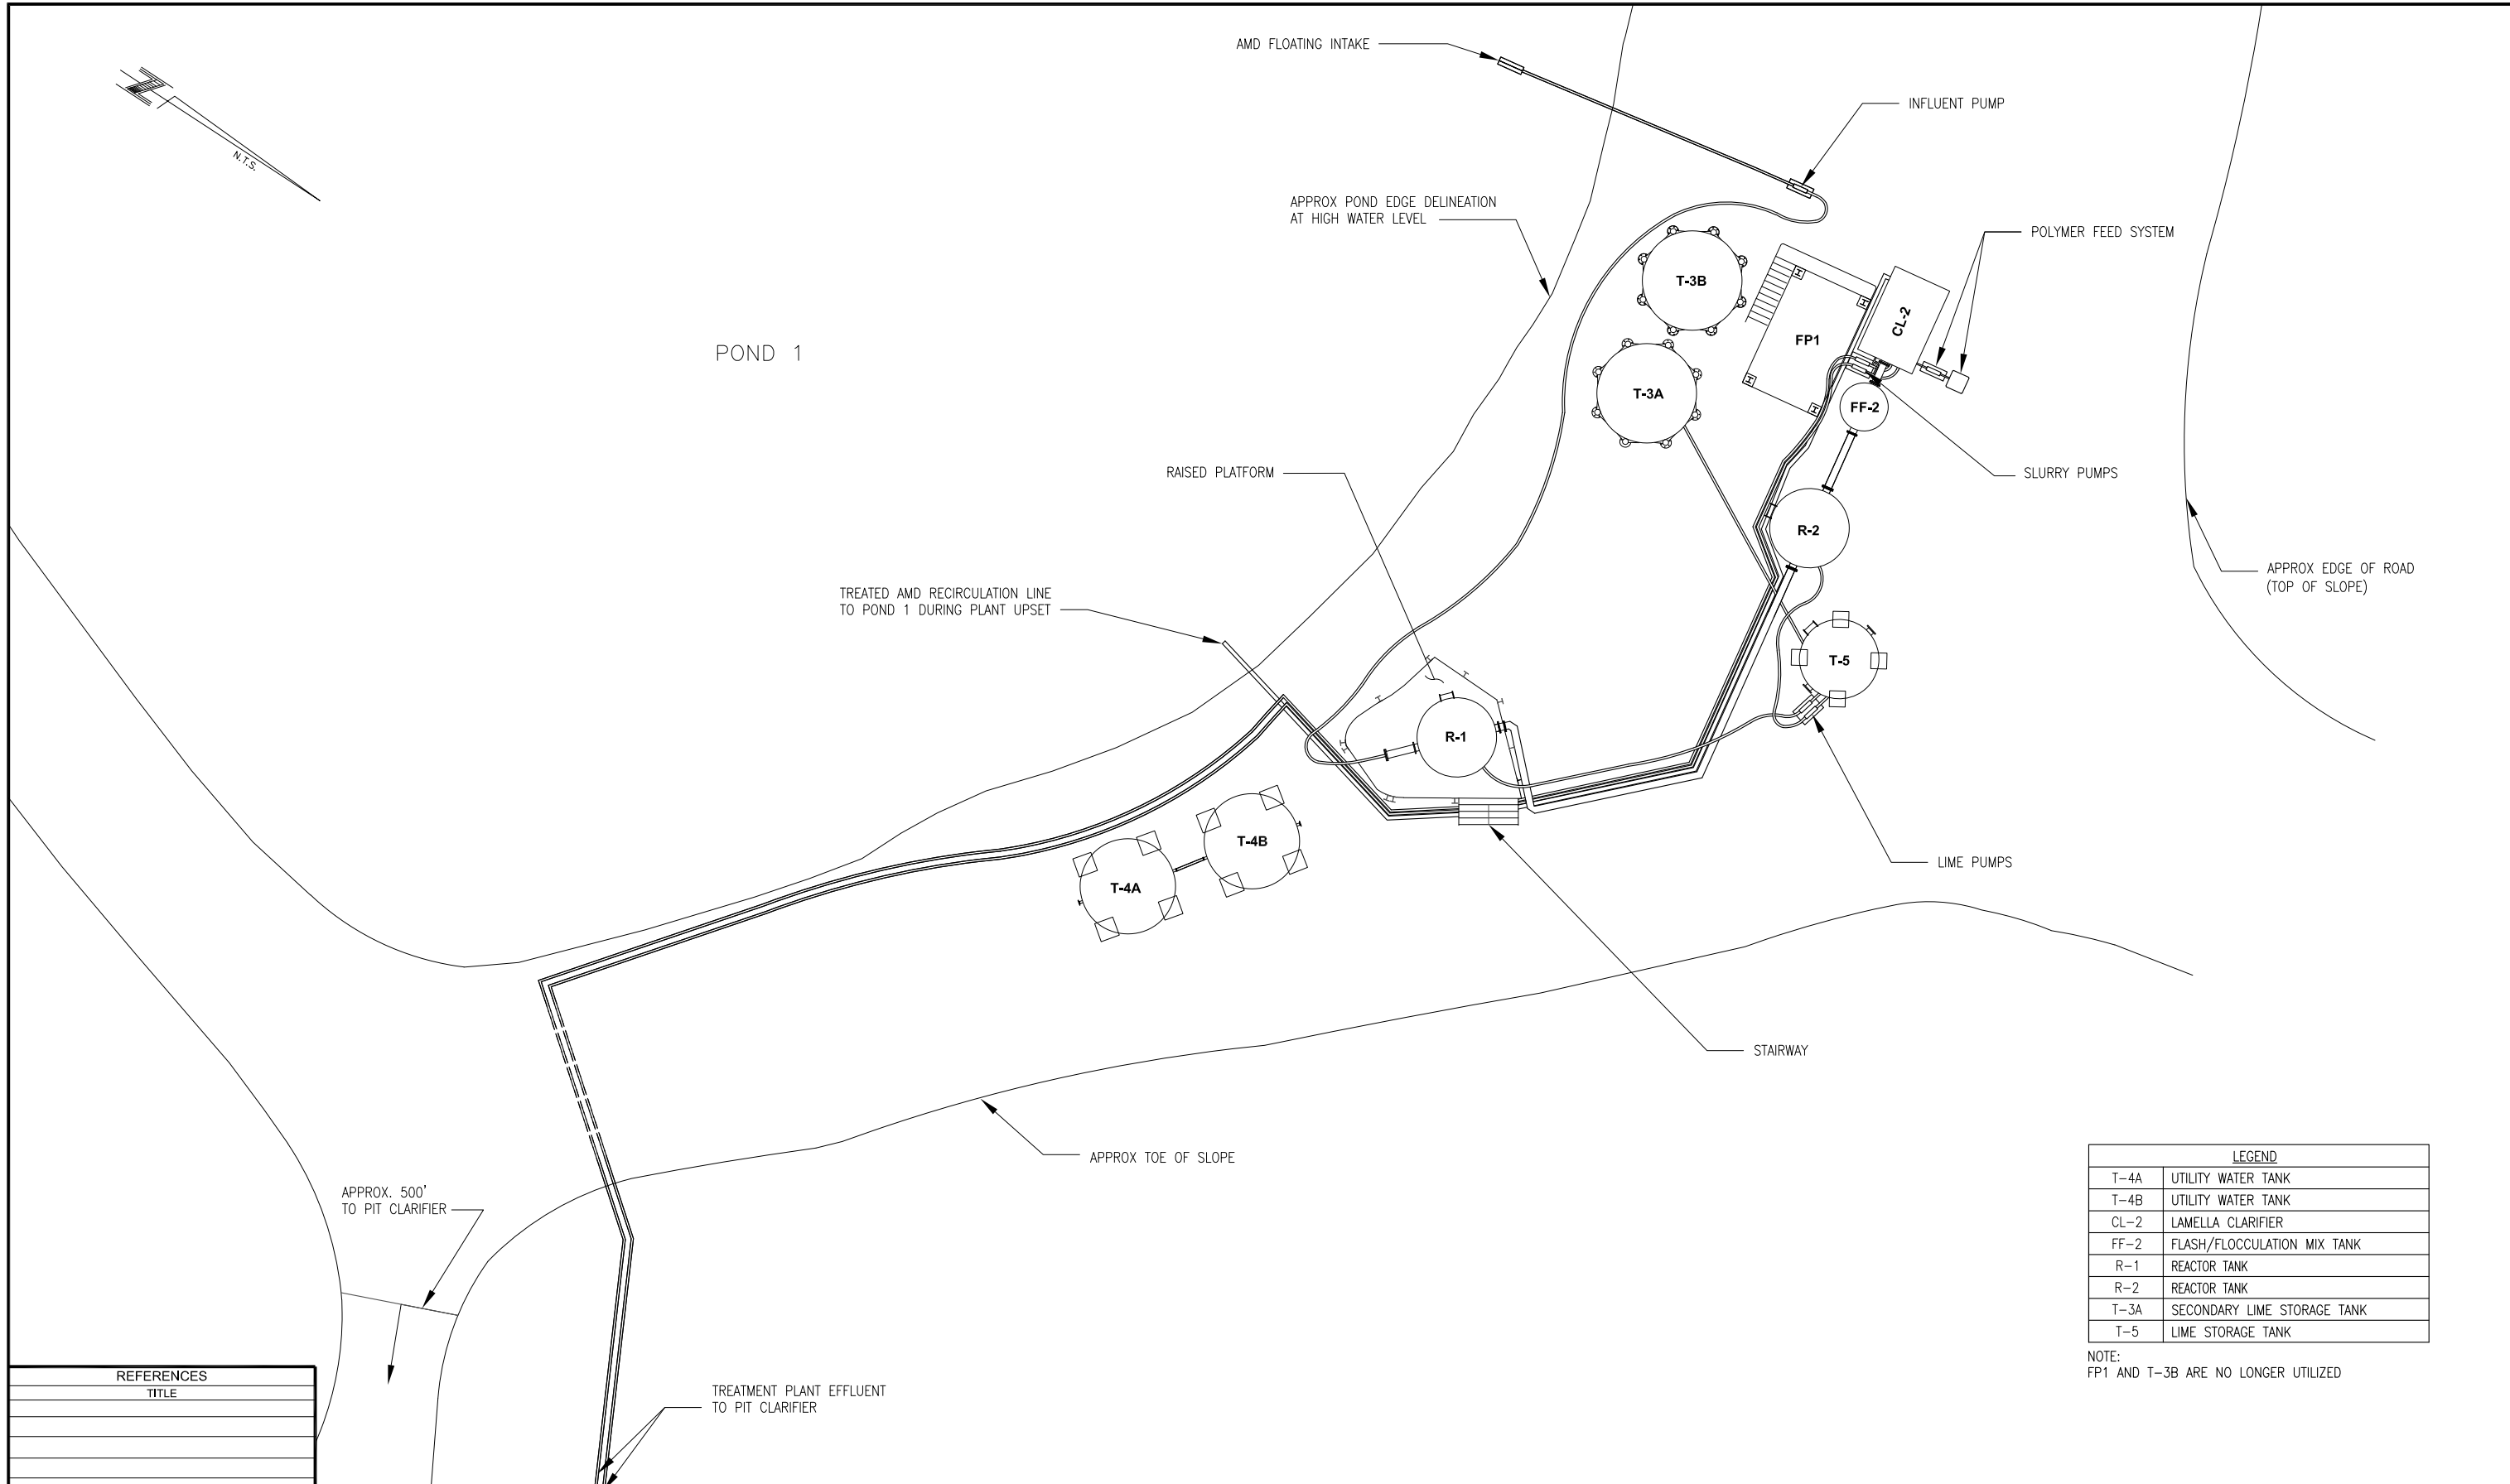 AMD FLOATING INTAKE
INFLUENT PUMP
N
N.T.S.
APPROX POND EDGE DELINEATION
AT HIGH WATER LEVEL
POLYMER FEED SYSTEM
T-3B
CL-2
FP1
POND 1
T-3A
FF-2
RAISED PLATFORM
SLURRY PUMPS
R-2
APPROX EDGE OF ROAD
(TOP OF SLOPE)
TREATED AMD RECIRCULATION LINE
TO POND 1 DURING PLANT UPSET
T-5
R-1
T-4B
LIME PUMPS
T-4A
STAIRWAY
APPROX TOE OF SLOPE
APPROX. 500'
TO PIT CLARIFIER
TREATMENT PLANT EFFLUENT
TO PIT CLARIFIER
LEGEND
T-4A UTILITY WATER TANK
T-4B UTILITY WATER TANK
CL-2 LAMELLA CLARIFIER
FF-2 FLASH/FLOCCULATION MIX TANK
R-1 REACTOR TANK
R-2 REACTOR TANK
T-3A SECONDARY LIME STORAGE TANK
T-5 LIME STORAGE TANK
NOTE:
FP1 AND T-3B ARE NO LONGER UTILIZED
REFERENCES
TITLE